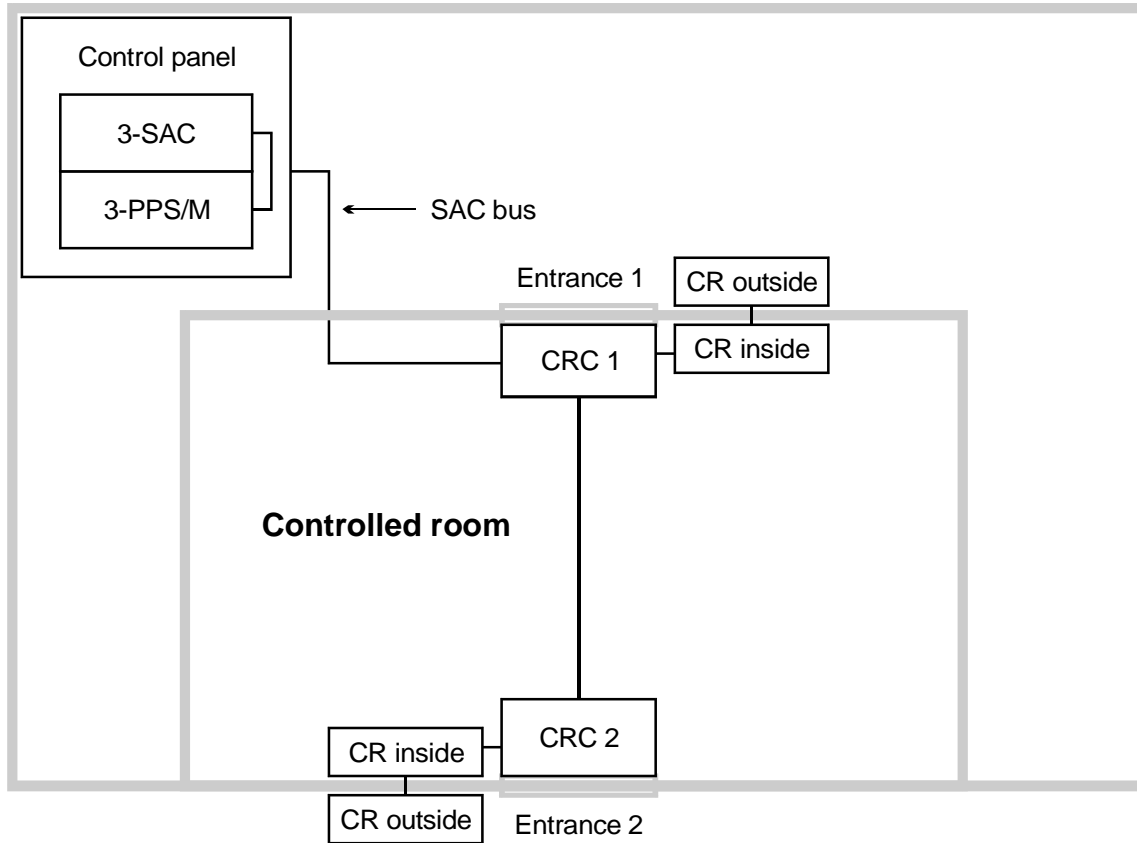 Control panel
3-SAC
3-PPS/M
SAC bus
Entrance 1
CR outside
CRC 1
CR inside
Controlled room
CRC 2
CR inside
CR outside
Entrance 2